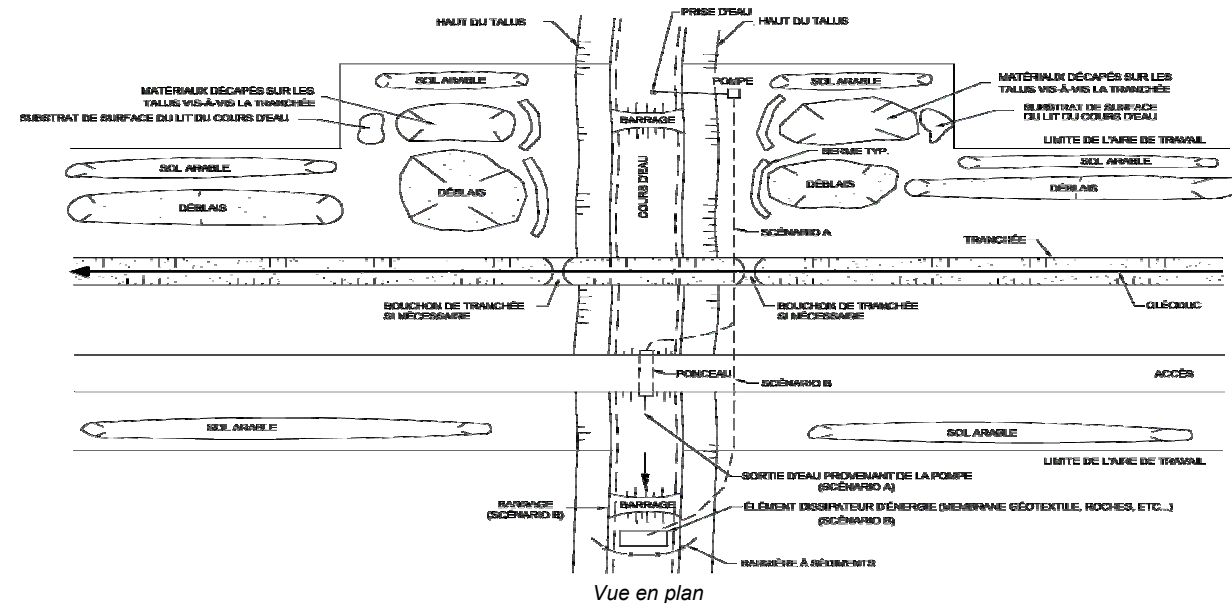 PRISE D'EAU
HAUT DU TALUS
HAUT DU TALUS
SOL ARABLE
POMPE
SOL ARABLE
MATÉRIAUX DÉCAPÉS SUR LES
TALUS VIS-À-VIS LA TRANCHÉE
MATÉRIAUX DÉCAPÉS SUR LES
TALUS VIS-À-VIS LA TRANCHÉE
SUBSTRAT DE SURFACE DU LIT DU COURS D'EAU
BARRAGE
SUBSTRAT DE SURFACE
DU LIT DU COURS D'EAU
LIMITE DE L'AIRE DE TRAVAIL
BERME TYP.
SOL ARABLE
SOL ARABLE
DÉBLAIS
COURS D'EAU
DÉBLAIS
DÉBLAIS
DÉBLAIS
SCÉNARIO A
TRANCHÉE
BOUCHON DE TRANCHÉE
SI NÉCESSAIRE
BOUCHON DE TRANCHÉE
SI NÉCESSAIRE
OLÉODUC
PONCEAU
SCÉNARIO B
ACCÈS
SOL ARABLE
SOL ARABLE
LIMITE DE L'AIRE DE TRAVAIL
SORTIE D'EAU PROVENANT DE LA POMPE
(SCÉNARIO A)
BARRAGE
(SCÉNARIO B)
BARRAGE
ÉLÉMENT DISSIPATEUR D'ÉNERGIE (MEMBRANE GÉOTEXTILE, ROCHES, ETC...)
(SCÉNARIO B)
BARRIÈRE À SÉDIMENTS
Vue en plan